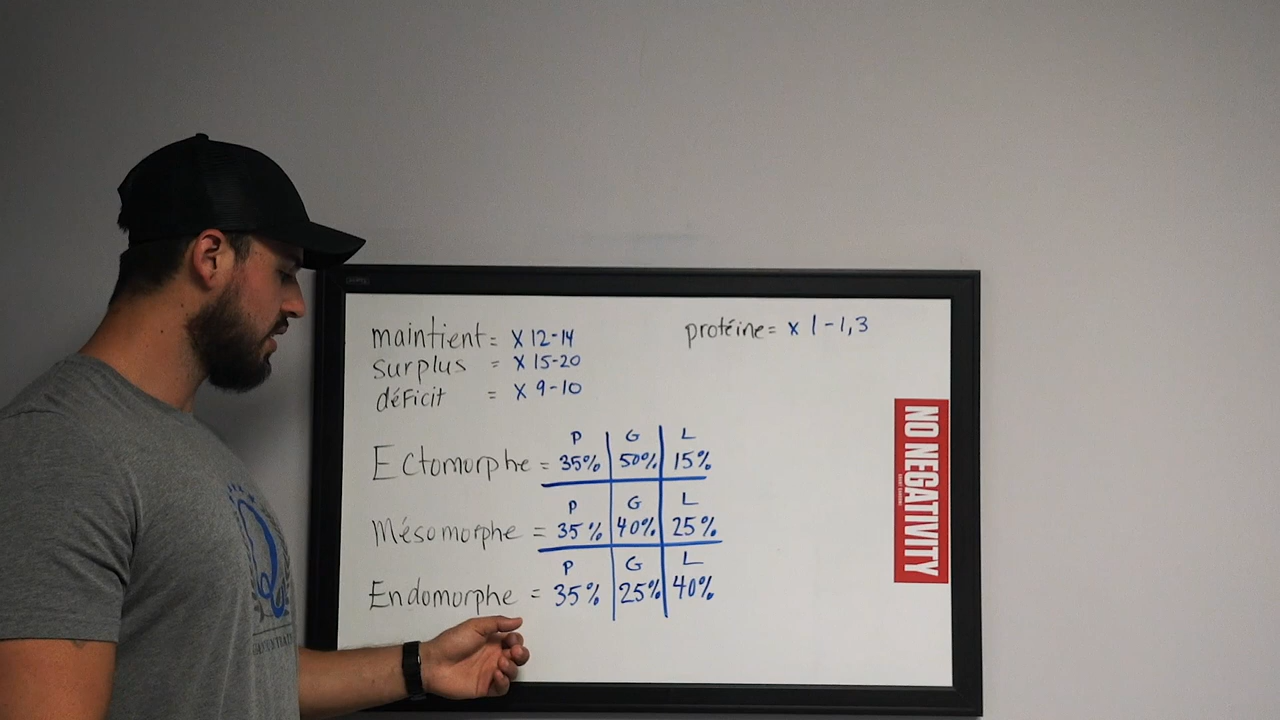 maintient = x 12-14
surplus = x 15-20
déficit = x 9-10
protéine = x 1-1,3
P G L
Ectomorphe = 35% 50% 15%
P G L
Mésomorphe = 35% 40% 25%
P G L
Endomorphe = 35% 25% 40%
NO NEGATIVITY